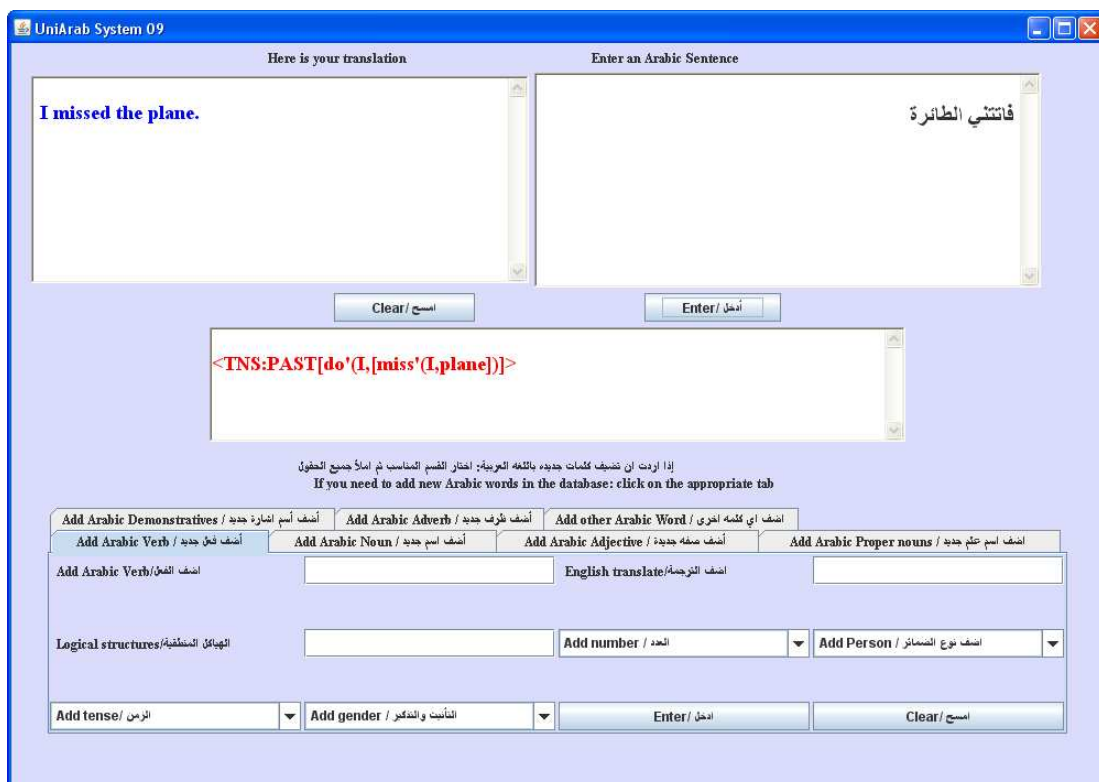 UniArab System 09
Here is your translation
Enter an Arabic Sentence
I missed the plane.
فاتتني الطائرة
Clear/امسح
Enter/أدخل
<TNS:PAST[do'(I,[miss'(I,plane])]>
إذا اردت ان تضيف كلمات جديده باللغه العربية: اختار القسم المناسب ثم املأ جميع الحقول
If you need to add new Arabic words in the database: click on the appropriate tab
Add Arabic Demonstratives / أضف أسم اشارة جديد
Add Arabic Adverb / أضف ظرف جديد
Add other Arabic Word / اضف اي كلمه اخرى
Add Arabic Verb / أضف فعل جديد
Add Arabic Noun / أضف اسم جديد
Add Arabic Adjective / أضف صفه جديدة
Add Arabic Proper nouns / اضف اسم علم جديد
Add Arabic Verb/اضف الفعل
English translate/اضف الترجمة
Logical structures/الهياكل المنطقية
Add number / العدد
Add Person / اضف نوع الضمائر
Add tense/ الزمن
Add gender / التأنيث والتذكير
Enter/ ادخل
Clear/ امسح